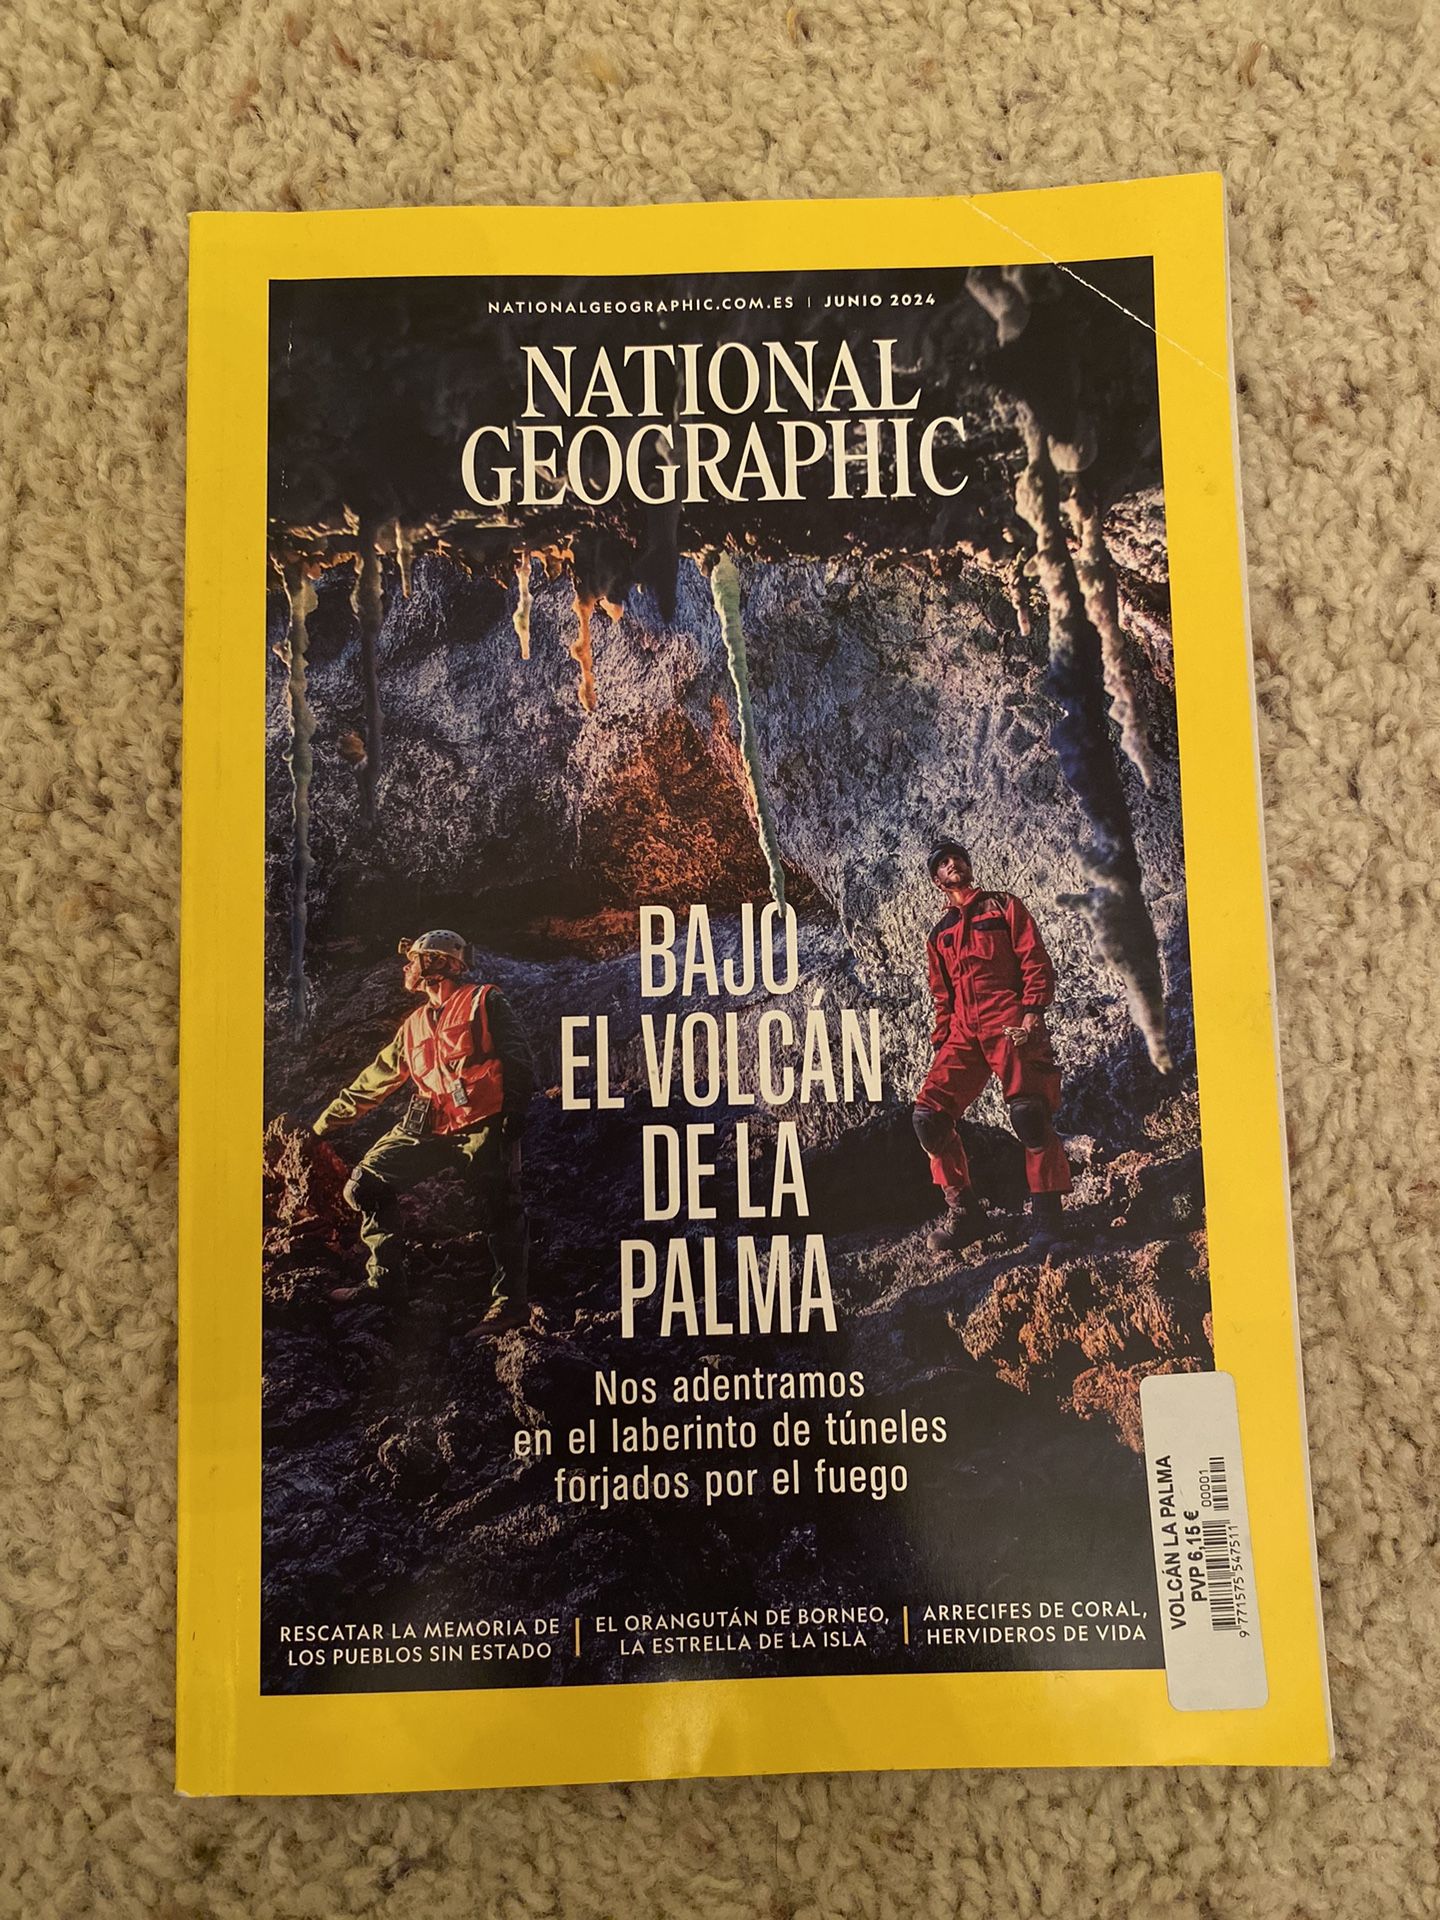 NATIONALGEOGRAPHIC.COM.ES | JUNIO 2024
NATIONAL
GEOGRAPHIC
BAJO
EL VOLCÁN
DE LA
PALMA
Nos adentramos
en el laberinto de túneles
forjados por el fuego
RESCATAR LA MEMORIA DE
LOS PUEBLOS SIN ESTADO
EL ORANGUTÁN DE BORNEO,
LA ESTRELLA DE LA ISLA
ARRECIFES DE CORAL,
HERVIDEROS DE VIDA
VOLCÁN LA PALMA
PVP 6,15 €
00001
9 771575 547511